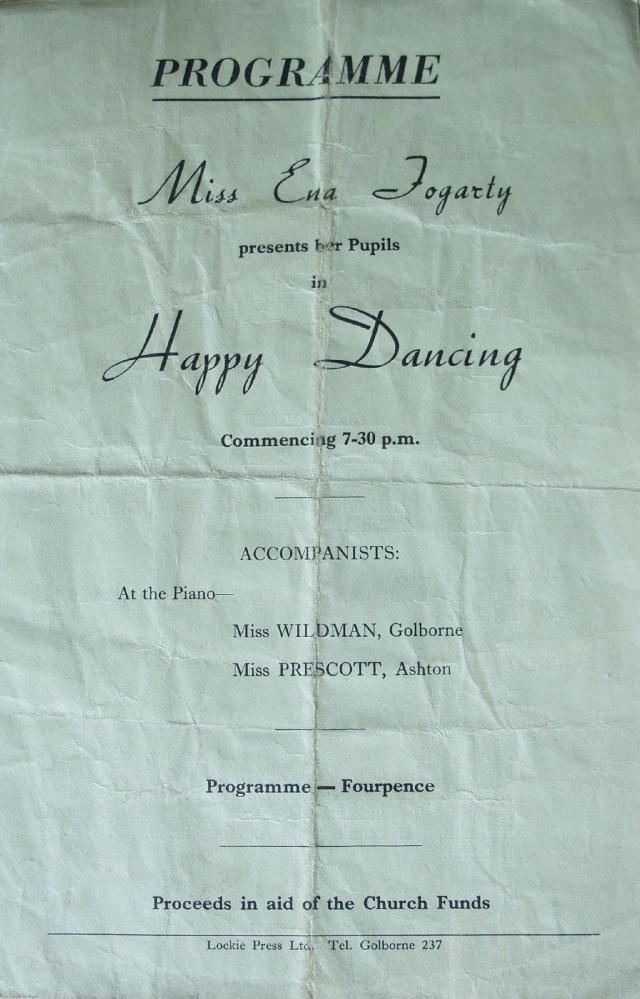 PROGRAMME
Miss Ena Fogarty
presents her Pupils
in
Happy Dancing
Commencing 7-30 p.m.
ACCOMPANISTS:
At the Piano—
Miss WILDMAN, Golborne
Miss PRESCOTT, Ashton
Programme — Fourpence
Proceeds in aid of the Church Funds
Lockie Press Ltd. Tel. Golborne 237